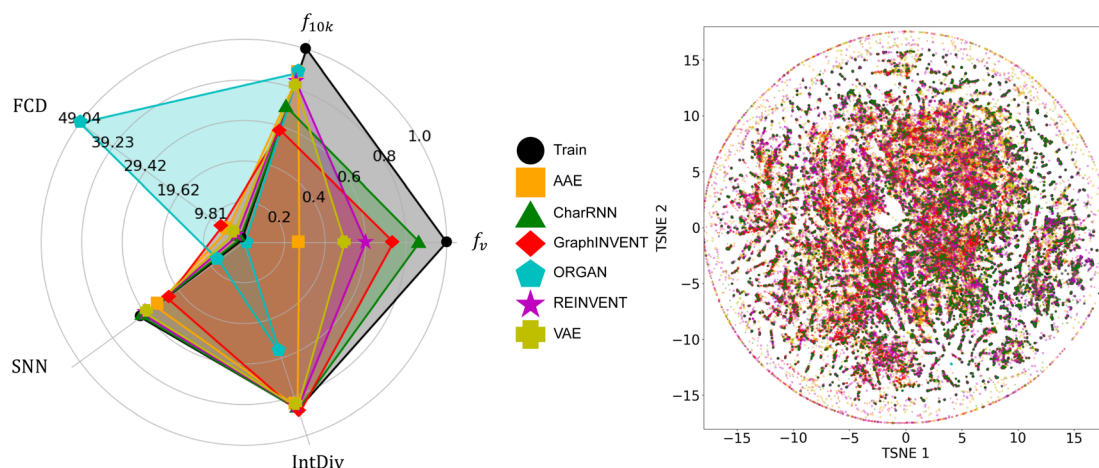 f10k
FCD
49.04
39.23
29.42
19.62
9.81
1.0
0.8
0.6
0.4
0.2
fv
SNN
IntDiv
Train
AAE
CharRNN
GraphINVENT
ORGAN
REINVENT
VAE
TSNE 2
15
10
5
0
−5
−10
−15
−15
−10
−5
0
5
10
15
TSNE 1